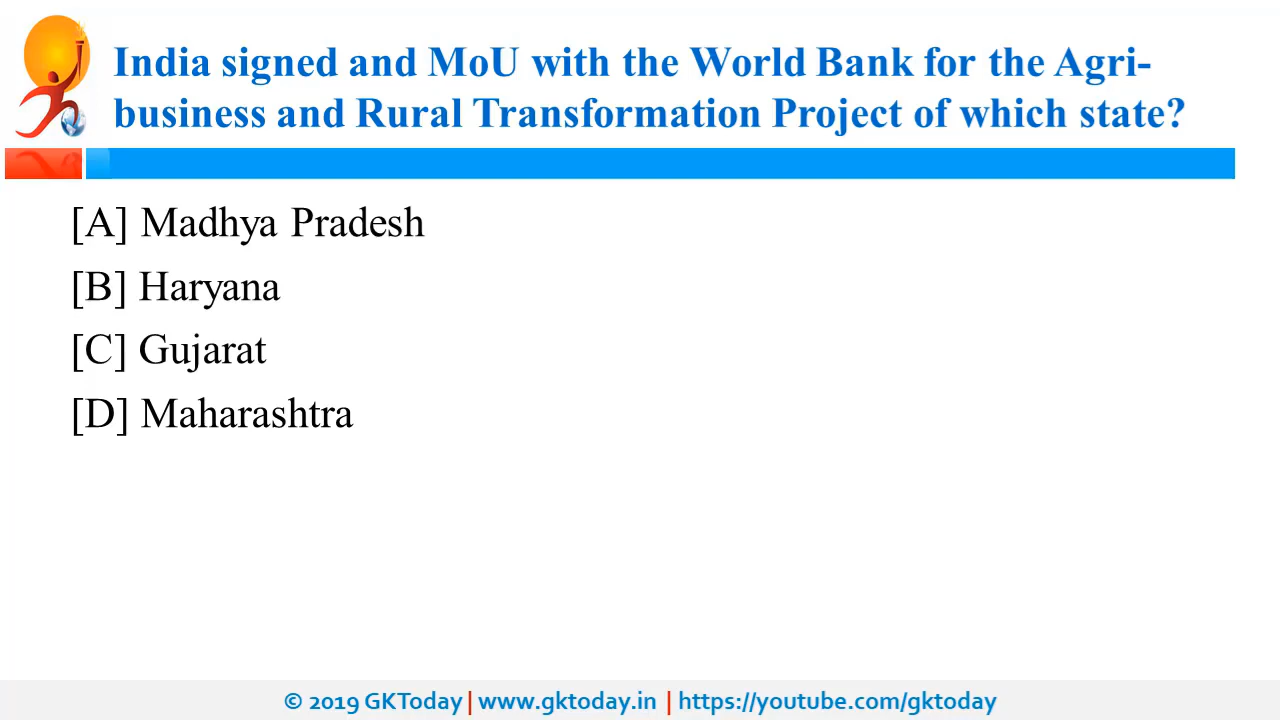 India signed and MoU with the World Bank for the Agri-
business and Rural Transformation Project of which state?
[A] Madhya Pradesh
[B] Haryana
[C] Gujarat
[D] Maharashtra
© 2019 GKToday | www.gktoday.in | https://youtube.com/gktoday